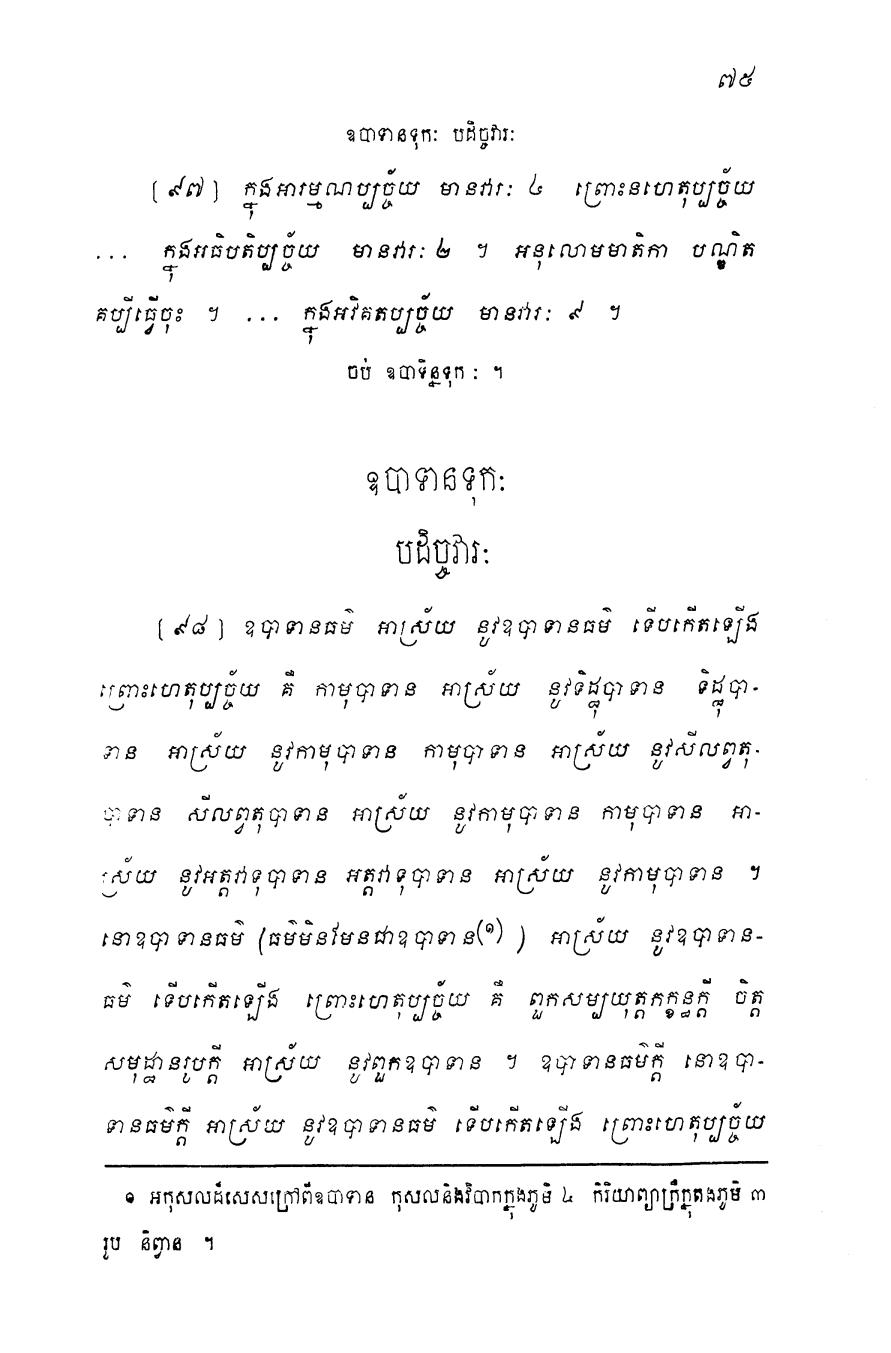 ៧៥
ឧបាទានទុកៈ បដិច្ចវារៈ
[ ៩៧ ] ក្នុងអារម្មណប្បច្ច័យ មានវារៈ ៤ ព្រោះនហេតុប្បច្ច័យ
... ក្នុងអធិបតិប្បច្ច័យ មានវារៈ ២ ។ អនុលោមមាតិកា បណ្ឌិត
គប្បីធ្វើចុះ ។ ... ក្នុងអវិគតប្បច្ច័យ មានវារៈ ៩ ។
ចប់ ឧបាទិន្នទុកៈ ។
ឧបាទានទុកៈ
បដិច្ចវារៈ
[ ៩៨ ] ឧបាទានធម៌ អាស្រ័យ នូវឧបាទានធម៌ ទើបកើតឡើង
ព្រោះហេតុប្បច្ច័យ គឺ កាមុបាទាន អាស្រ័យ នូវទិដ្ឋុបាទាន ទិដ្ឋុបា-
ទាន អាស្រ័យ នូវកាមុបាទាន កាមុបាទាន អាស្រ័យ នូវសីលព្វតុ-
បាទាន សីលព្វតុបាទាន អាស្រ័យ នូវកាមុបាទាន កាមុបាទាន អា-
ស្រ័យ នូវអត្តវាទុបាទាន អត្តវាទុបាទាន អាស្រ័យ នូវកាមុបាទាន ។
នោឧបាទានធម៌ (ធម៌មិនមែនជាឧបាទាន(១) ) អាស្រ័យ នូវឧបាទាន-
ធម៌ ទើបកើតឡើង ព្រោះហេតុប្បច្ច័យ គឺ ពួកសម្បយុត្តកក្ខន្ធក្តី ចិត្ត
សមុដ្ឋានរូបក្តី អាស្រ័យ នូវពួកឧបាទាន ។ ឧបាទានធម៌ក្តី នោឧបា-
ទានធម៌ក្តី អាស្រ័យ នូវឧបាទានធម៌ ទើបកើតឡើង ព្រោះហេតុប្បច្ច័យ
១ អកុសលដ៏សេសក្រៅពីឧបាទាន កុសលនិងវិបាកក្នុងភូមិ ៤ កិរិយាព្យាក្រឹក្នុតងភូមិ ៣
រូប និព្វាន ។